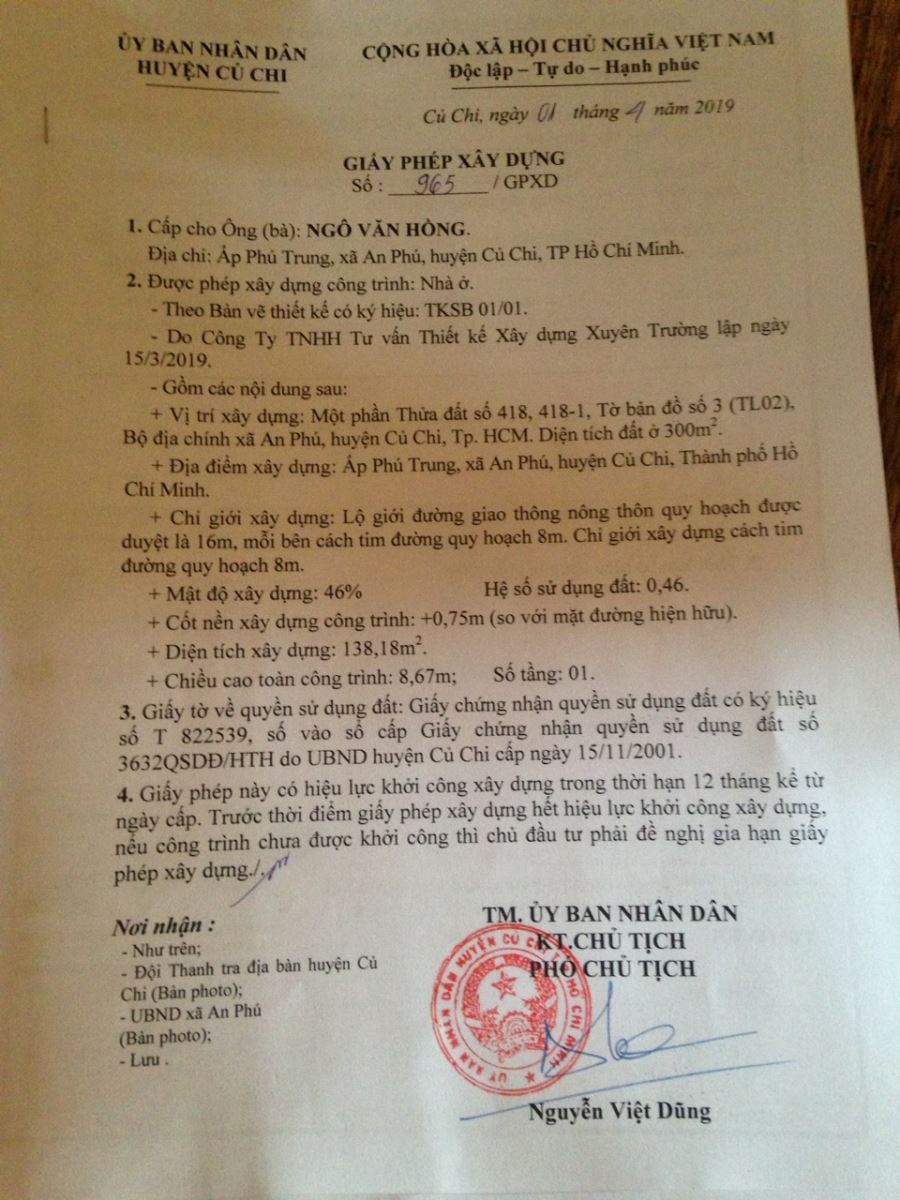 ỦY BAN NHÂN DÂN
HUYỆN CỦ CHI
CỘNG HÒA XÃ HỘI CHỦ NGHĨA VIỆT NAM
Độc lập – Tự do – Hạnh phúc
Củ Chi, ngày 01 tháng 4 năm 2019
GIẤY PHÉP XÂY DỰNG
Số : 965 / GPXD
1. Cấp cho Ông (bà): NGÔ VĂN HÒNG.
Địa chỉ: Ấp Phú Trung, xã An Phú, huyện Củ Chi, TP Hồ Chí Minh.
2. Được phép xây dựng công trình: Nhà ở.
- Theo Bản vẽ thiết kế có ký hiệu: TKSB 01/01.
- Do Công Ty TNHH Tư vấn Thiết kế Xây dựng Xuyên Trường lập ngày
15/3/2019.
- Gồm các nội dung sau:
+ Vị trí xây dựng: Một phần Thửa đất số 418, 418-1, Tờ bản đồ số 3 (TL02),
Bộ địa chính xã An Phú, huyện Củ Chi, Tp. HCM. Diện tích đất ở 300m².
+ Địa điểm xây dựng: Ấp Phú Trung, xã An Phú, huyện Củ Chi, Thành phố Hồ
Chí Minh.
+ Chỉ giới xây dựng: Lộ giới đường giao thông nông thôn quy hoạch được
duyệt là 16m, mỗi bên cách tim đường quy hoạch 8m. Chỉ giới xây dựng cách tim
đường quy hoạch 8m.
+ Mật độ xây dựng: 46% Hệ số sử dụng đất: 0,46.
+ Cốt nền xây dựng công trình: +0,75m (so với mặt đường hiện hữu).
+ Diện tích xây dựng: 138,18m².
+ Chiều cao toàn công trình: 8,67m; Số tầng: 01.
3. Giấy tờ về quyền sử dụng đất: Giấy chứng nhận quyền sử dụng đất có ký hiệu
số T 822539, số vào sổ cấp Giấy chứng nhận quyền sử dụng đất số
3632QSDĐ/HTH do UBND huyện Củ Chi cấp ngày 15/11/2001.
4. Giấy phép này có hiệu lực khởi công xây dựng trong thời hạn 12 tháng kể từ
ngày cấp. Trước thời điểm giấy phép xây dựng hết hiệu lực khởi công xây dựng,
nếu công trình chưa được khởi công thì chủ đầu tư phải đề nghị gia hạn giấy
phép xây dựng./.
Nơi nhận :
- Như trên;
- Đội Thanh tra địa bàn huyện Củ
Chi (Bản photo);
- UBND xã An Phú
(Bản photo);
- Lưu .
TM. ỦY BAN NHÂN DÂN
KT.CHỦ TỊCH
PHÓ CHỦ TỊCH
ỦY BAN NHÂN DÂN HUYỆN CỦ CHI T.P HỒ CHÍ MINH
Nguyễn Việt Dũng